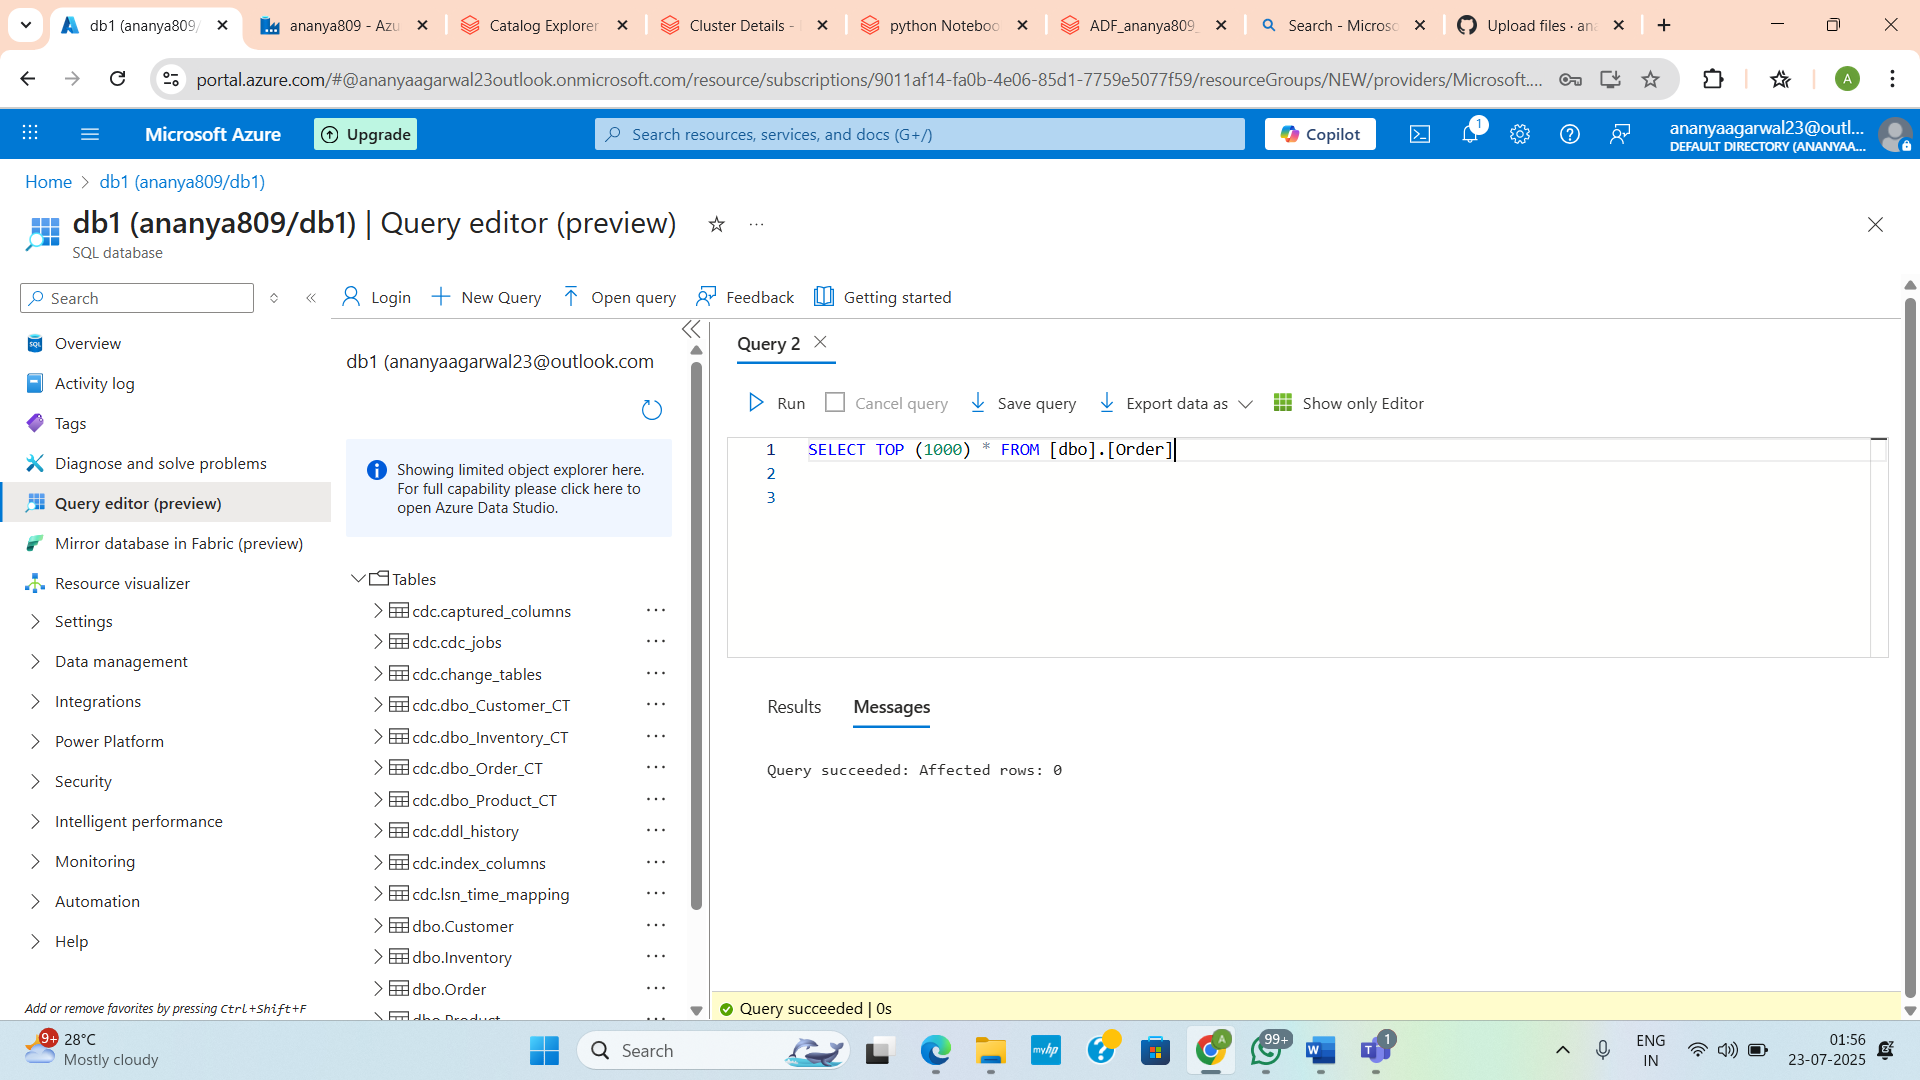 db1 (ananya809/
ananya809 - Azu
Catalog Explorer
Cluster Details -
python Noteboo
ADF_ananya809_
Search - Microso
Upload files · ana
portal.azure.com/#@ananyaagarwal23outlook.onmicrosoft.com/resource/subscriptions/9011af14-fa0b-4e06-85d1-7759e5077f59/resourceGroups/NEW/providers/Microsoft....
A
Microsoft Azure
Upgrade
Search resources, services, and docs (G+/)
Copilot
1
ananyaagarwal23@outl...
DEFAULT DIRECTORY (ANANYAA...
Home > db1 (ananya809/db1)
db1 (ananya809/db1) | Query editor (preview)
SQL database
Search
Login
New Query
Open query
Feedback
Getting started
Overview
Activity log
Tags
Diagnose and solve problems
Query editor (preview)
Mirror database in Fabric (preview)
Resource visualizer
Settings
Data management
Integrations
Power Platform
Security
Intelligent performance
Monitoring
Automation
Help
Add or remove favorites by pressing Ctrl+Shift+F
db1 (ananyaagarwal23@outlook.com
Showing limited object explorer here.
For full capability please click here to
open Azure Data Studio.
Tables
cdc.captured_columns
cdc.cdc_jobs
cdc.change_tables
cdc.dbo_Customer_CT
cdc.dbo_Inventory_CT
cdc.dbo_Order_CT
cdc.dbo_Product_CT
cdc.ddl_history
cdc.index_columns
cdc.lsn_time_mapping
dbo.Customer
dbo.Inventory
dbo.Order
dbo.Product
Query 2
Run
Cancel query
Save query
Export data as
Show only Editor
1 SELECT TOP (1000) * FROM [dbo].[Order]
2
3
Results
Messages
Query succeeded: Affected rows: 0
Query succeeded | 0s
9+
28°C
Mostly cloudy
Search
myhp
A
99+
1
ENG
IN
01:56
23-07-2025